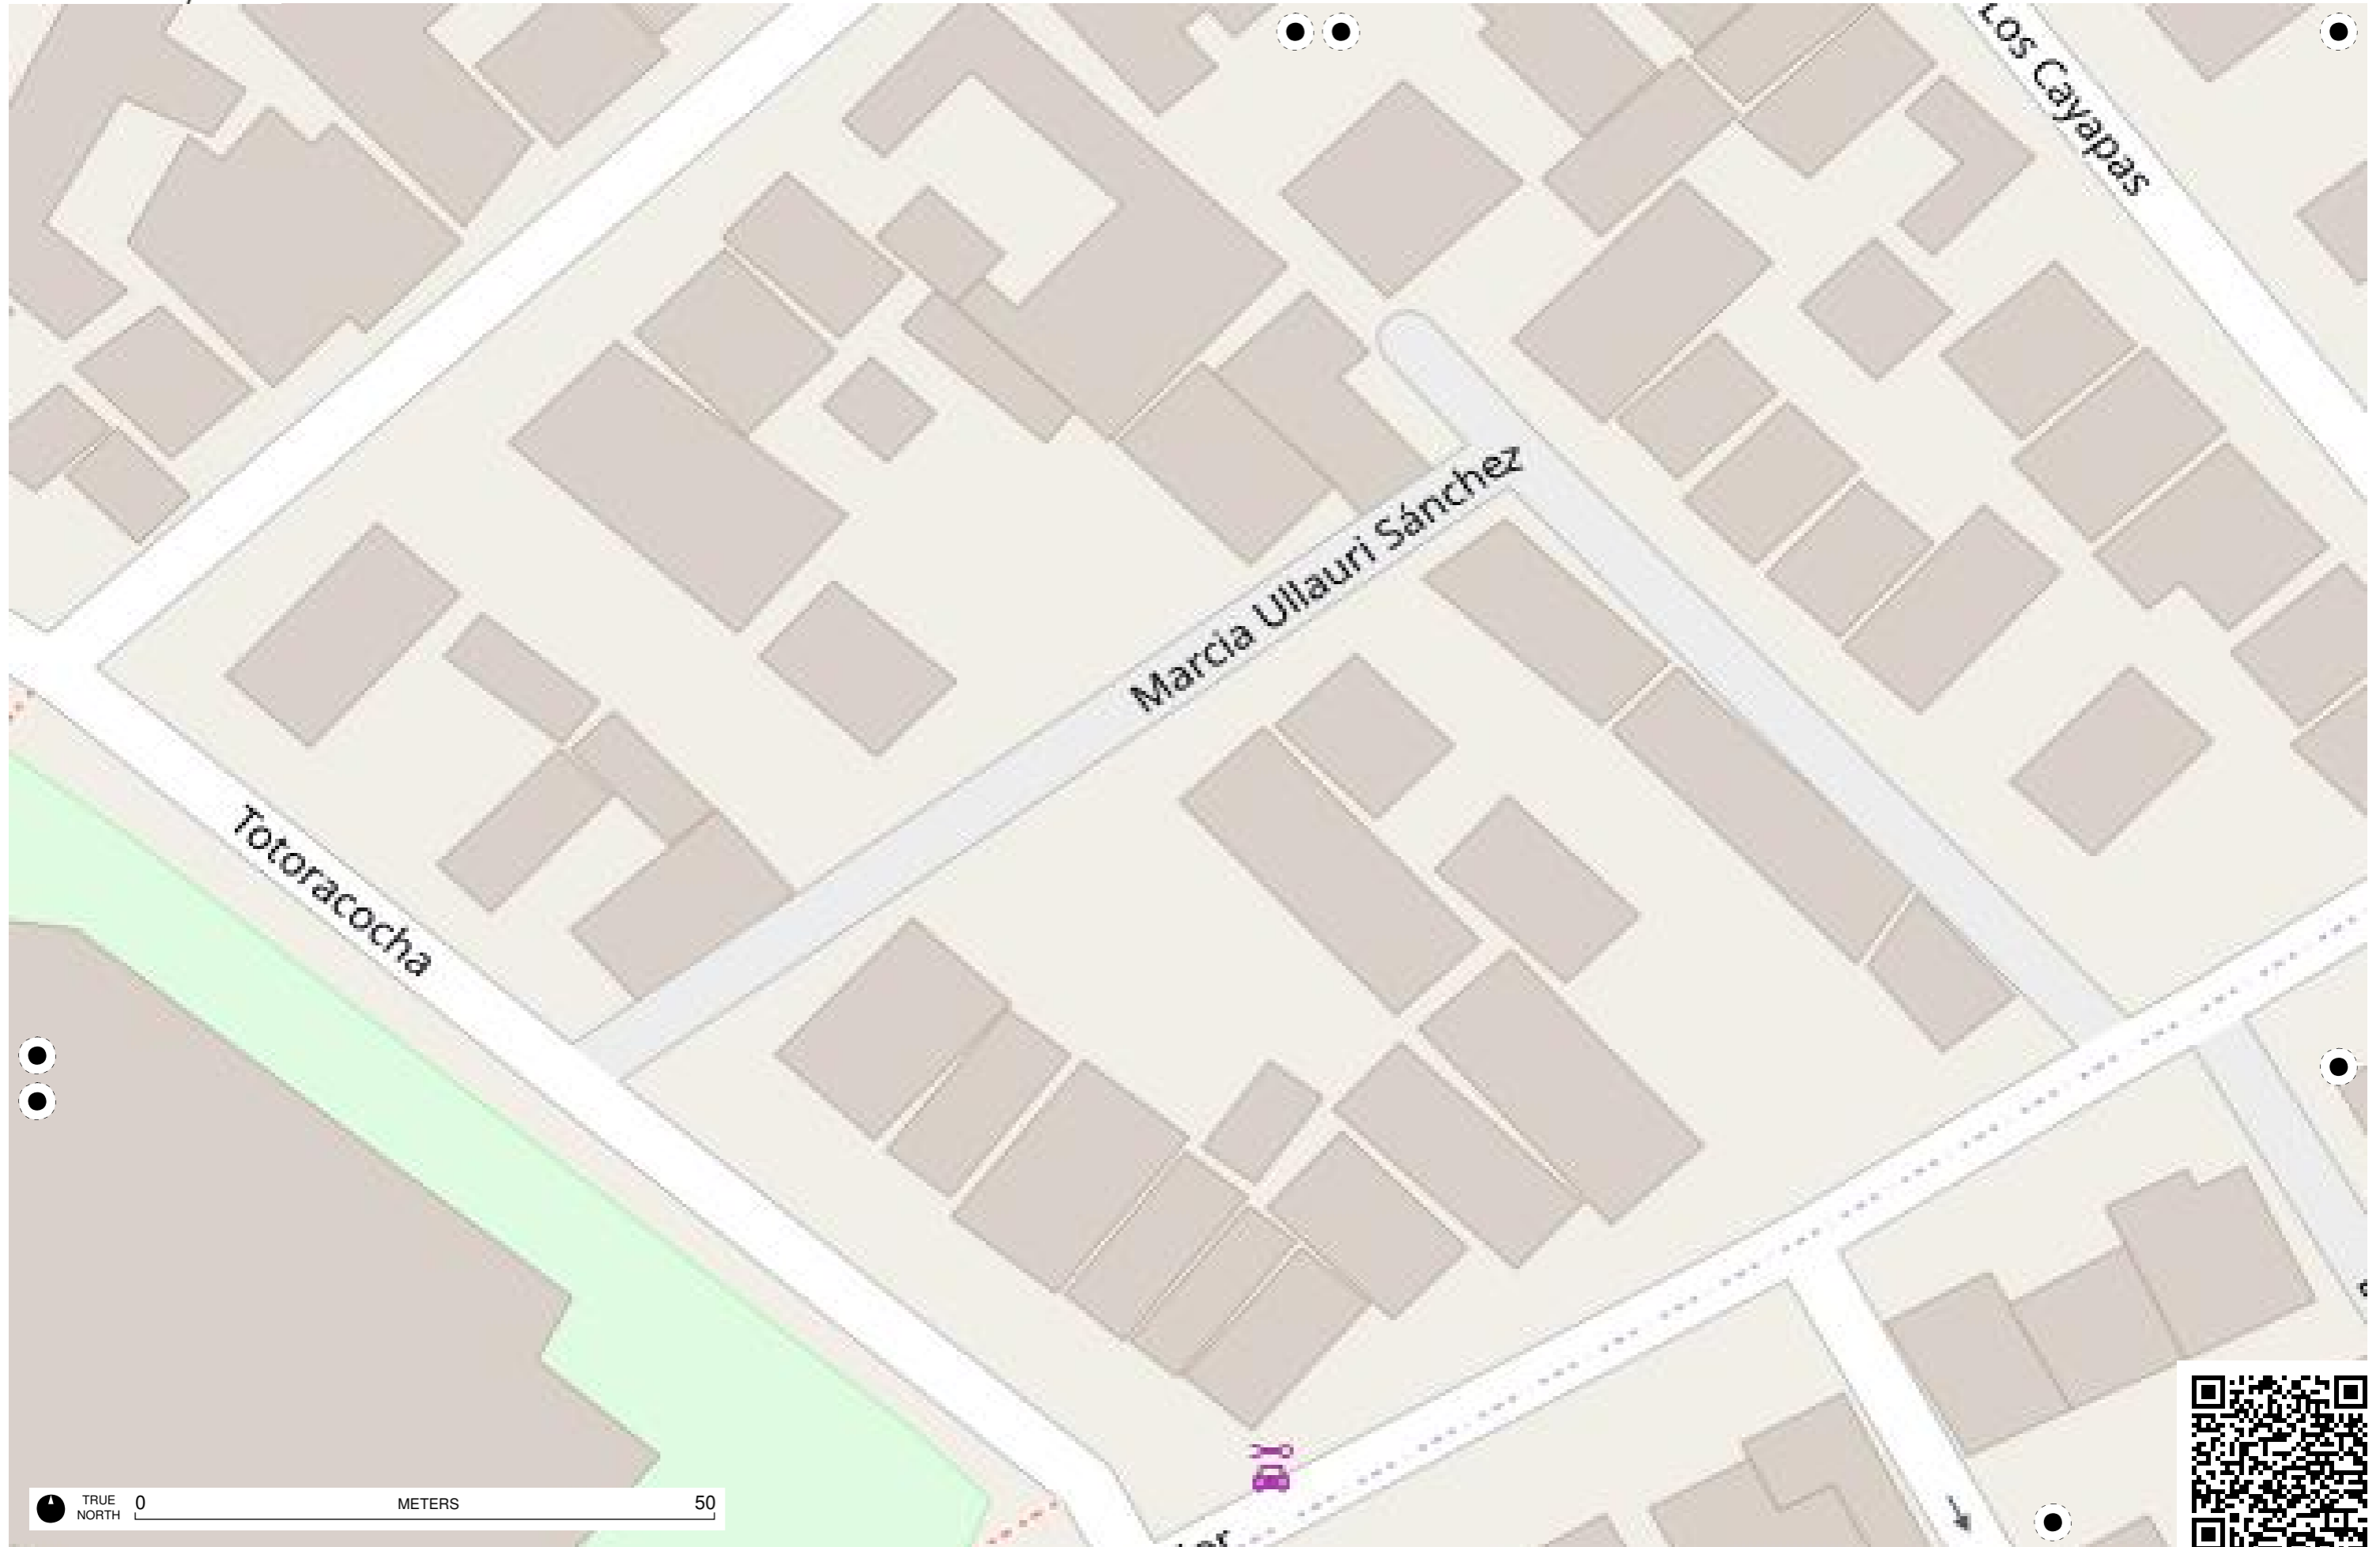 Los Cayapas
Marcia Ullauri Sánchez
Totoracocha
TRUE
NORTH
0
METERS
50